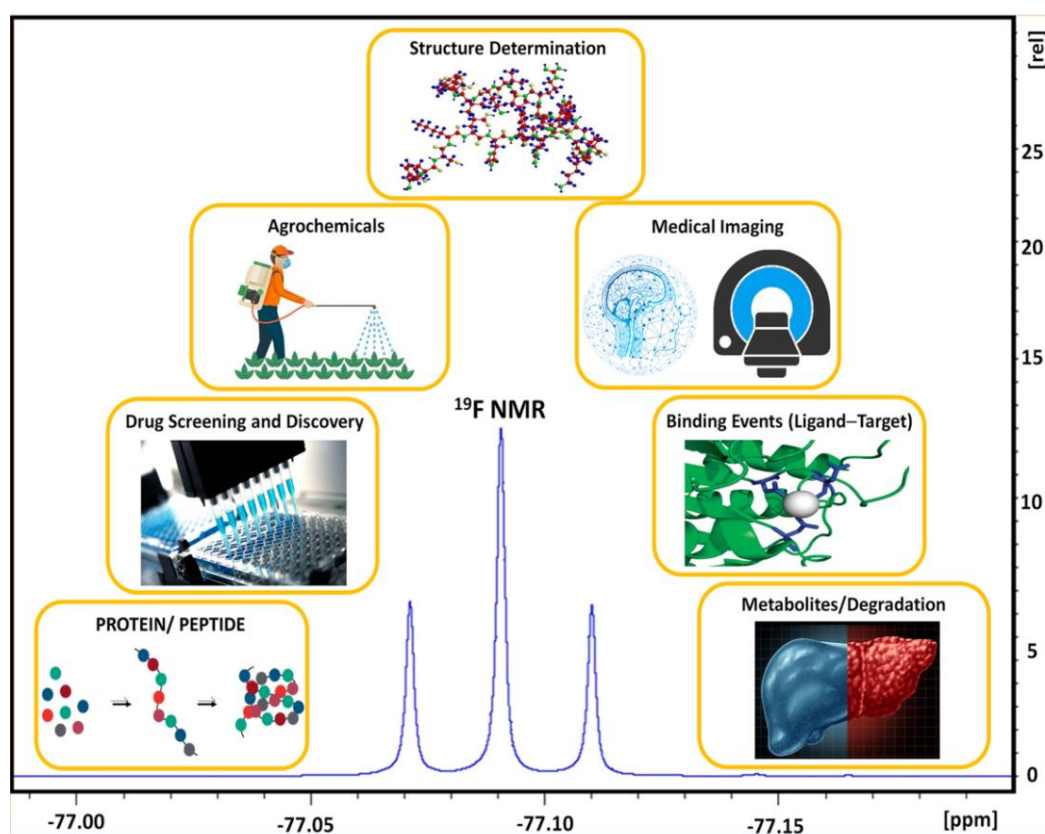 Structure Determination
[rel]
25
Agrochemicals
Medical Imaging
20
15
¹⁹F NMR
Drug Screening and Discovery
Binding Events (Ligand–Target)
10
PROTEIN/ PEPTIDE
Metabolites/Degradation
5
0
-77.00
-77.05
-77.10
-77.15
[ppm]